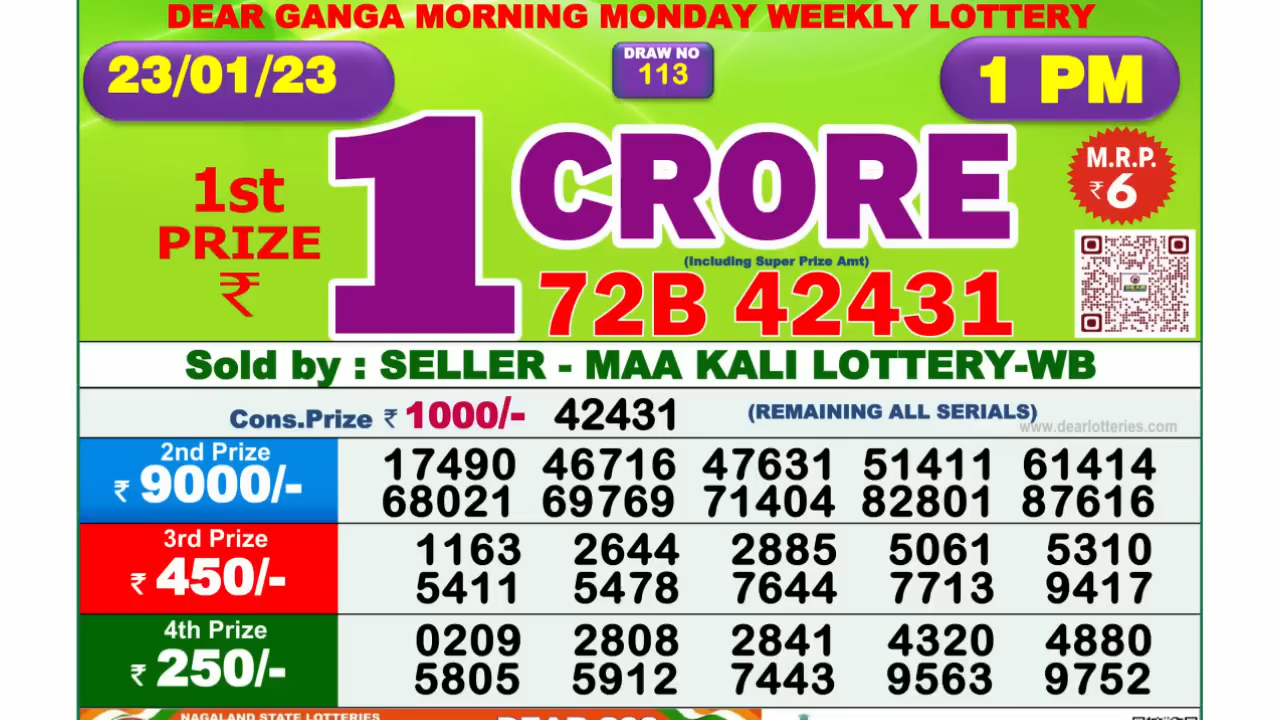 DEAR GANGA MORNING MONDAY WEEKLY LOTTERY
23/01/23
DRAW NO
113
1 PM
1st
PRIZE
₹
1 CRORE
(Including Super Prize Amt)
72B 42431
M.R.P.
₹6
Sold by : SELLER - MAA KALI LOTTERY-WB
Cons.Prize ₹ 1000/- 42431 (REMAINING ALL SERIALS)
www.dearlotteries.com
2nd Prize
₹ 9000/-
17490 46716 47631 51411 61414
68021 69769 71404 82801 87616
3rd Prize
₹ 450/-
1163 2644 2885 5061 5310
5411 5478 7644 7713 9417
4th Prize
₹ 250/-
0209 2808 2841 4320 4880
5805 5912 7443 9563 9752
NAGALAND STATE LOTTERIES